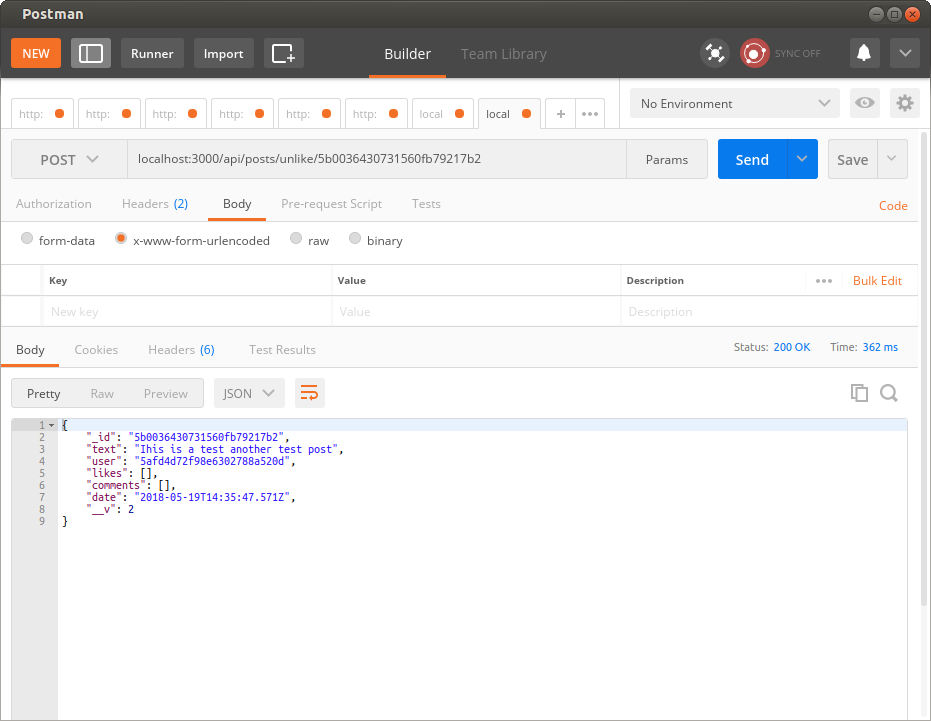 Postman
NEW Runner Import Builder Team Library SYNC OFF
http: http: http: http: http: http: local local + ••• No Environment
POST localhost:3000/api/posts/unlike/5b0036430731560fb79217b2 Params Send Save
Authorization Headers (2) Body Pre-request Script Tests Code
form-data x-www-form-urlencoded raw binary
Key Value Description ••• Bulk Edit
New key Value Description
Body Cookies Headers (6) Test Results Status: 200 OK Time: 362 ms
Pretty Raw Preview JSON
1 {
2 "_id": "5b0036430731560fb79217b2",
3 "text": "Ihis is a test another test post",
4 "user": "5afd4d72f98e6302788a520d",
5 "likes": [],
6 "comments": [],
7 "date": "2018-05-19T14:35:47.571Z",
8 "__v": 2
9 }